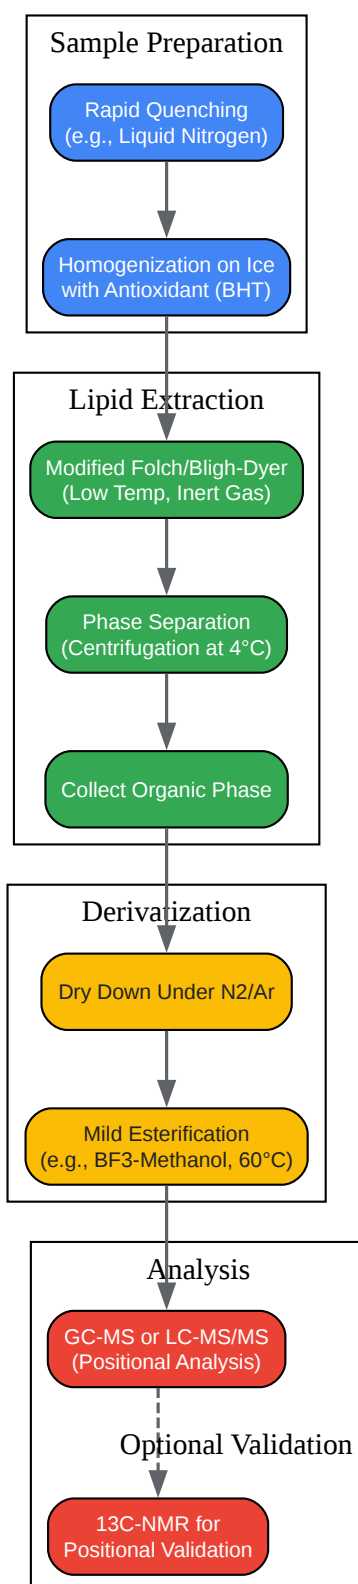 Sample Preparation
Rapid Quenching
(e.g., Liquid Nitrogen)
Homogenization on Ice
with Antioxidant (BHT)
Lipid Extraction
Modified Folch/Bligh-Dyer
(Low Temp, Inert Gas)
Phase Separation
(Centrifugation at 4°C)
Collect Organic Phase
Derivatization
Dry Down Under N2/Ar
Mild Esterification
(e.g., BF3-Methanol, 60°C)
Analysis
GC-MS or LC-MS/MS
(Positional Analysis)
Optional Validation
13C-NMR for
Positional Validation